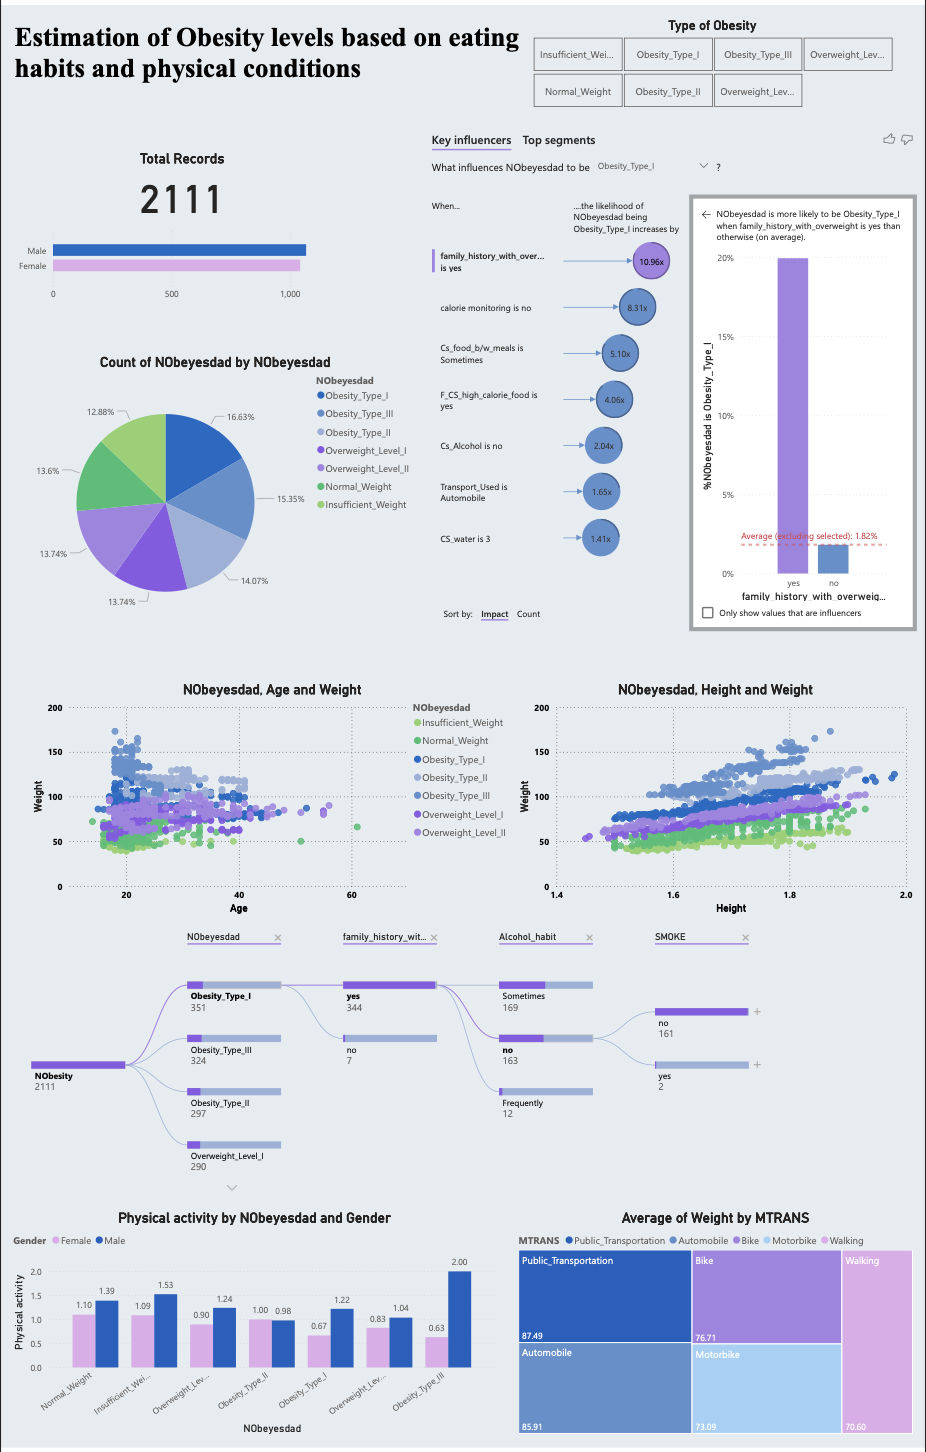 Estimation of Obesity levels based on eating
habits and physical conditions
Type of Obesity
Insufficient_Wei...
Obesity_Type_I
Obesity_Type_III
Overweight_Lev...
Normal_Weight
Obesity_Type_II
Overweight_Lev...
Total Records
2111
Male
Female
0
500
1,000
Key influencers
Top segments
What influences NObeyesdad to be Obesity_Type_I ?
When...
....the likelihood of
NObeyesdad being
Obesity_Type_I increases by
family_history_with_over...
is yes
10.96x
calorie monitoring is no
8.31x
Cs_food_b/w_meals is
Sometimes
5.10x
F_CS_high_calorie_food is
yes
4.06x
Cs_Alcohol is no
2.04x
Transport_Used is
Automobile
1.65x
CS_water is 3
1.41x
Sort by: Impact Count
NObeyesdad is more likely to be Obesity_Type_I
when family_history_with_overweight is yes than
otherwise (on average).
20%
15%
10%
5%
0%
%NObeyesdad is Obesity_Type_I
Average (excluding selected): 1.82%
yes
no
family_history_with_overweig...
Only show values that are influencers
Count of NObeyesdad by NObeyesdad
NObeyesdad
Obesity_Type_I
Obesity_Type_III
Obesity_Type_II
Overweight_Level_I
Overweight_Level_II
Normal_Weight
Insufficient_Weight
16.63%
15.35%
14.07%
13.74%
13.74%
13.6%
12.88%
NObeyesdad, Age and Weight
200
150
100
50
0
Weight
20
40
60
Age
NObeyesdad
Insufficient_Weight
Normal_Weight
Obesity_Type_I
Obesity_Type_II
Obesity_Type_III
Overweight_Level_I
Overweight_Level_II
NObeyesdad, Height and Weight
200
150
100
50
0
Weight
1.4
1.6
1.8
2.0
Height
NObeyesdad
family_history_wit...
Alcohol_habit
SMOKE
NObesity
2111
Obesity_Type_I
351
Obesity_Type_III
324
Obesity_Type_II
297
Overweight_Level_I
290
yes
344
no
7
Sometimes
169
no
163
Frequently
12
no
161
yes
2
Physical activity by NObeyesdad and Gender
Gender Female Male
Physical activity
2.0
1.5
1.0
0.5
0.0
1.10
1.39
1.09
1.53
0.90
1.24
1.00
0.98
0.67
1.22
0.83
1.04
0.63
2.00
Normal_Weight
Insufficient_Wei...
Overweight_Lev...
Obesity_Type_II
Obesity_Type_I
Overweight_Lev...
Obesity_Type_III
NObeyesdad
Average of Weight by MTRANS
MTRANS Public_Transportation Automobile Bike Motorbike Walking
Public_Transportation
87.49
Automobile
85.91
Bike
76.71
Motorbike
73.09
Walking
70.60